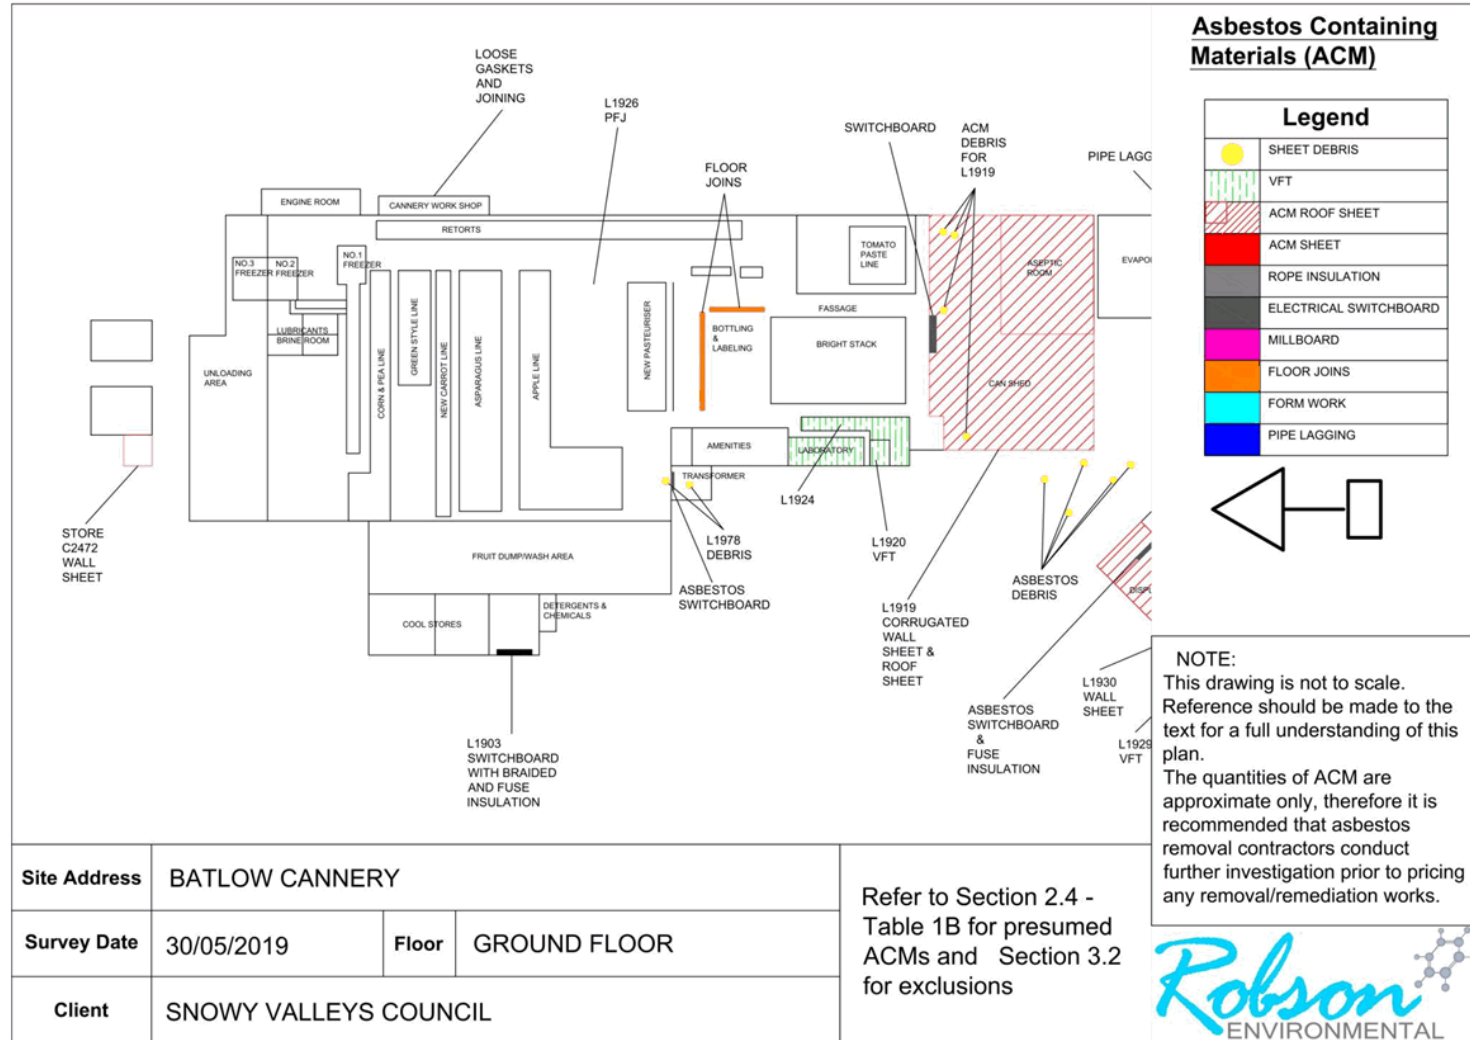 Asbestos Containing
Materials (ACM)
Legend
SHEET DEBRIS
VFT
ACM ROOF SHEET
ACM SHEET
ROPE INSULATION
ELECTRICAL SWITCHBOARD
MILLBOARD
FLOOR JOINS
FORM WORK
PIPE LAGGING
LOOSE
GASKETS
AND
JOINING
L1926
PFJ
FLOOR
JOINS
SWITCHBOARD
ACM
DEBRIS
FOR
L1919
PIPE LAGG
ENGINE ROOM
CANNERY WORK SHOP
RETORTS
NO.3
FREEZER
NO.2
FREEZER
NO.1
FREEZER
TOMATO
PASTE
LINE
ASEPTIC
ROOM
EVAPO
LUBRICANTS
BRINE ROOM
UNLOADING
AREA
CORN & PEA LINE
GREEN STYLE LINE
NEW CARROT LINE
ASPARAGUS LINE
APPLE LINE
NEW PASTEURISER
BOTTLING
&
LABELING
FASSAGE
BRIGHT STACK
CAN SHED
AMENITIES
LABORATORY
TRANSFORMER
L1924
L1978
DEBRIS
L1920
VFT
ASBESTOS
SWITCHBOARD
ASBESTOS
DEBRIS
STORE
C2472
WALL
SHEET
FRUIT DUMP/WASH AREA
COOL STORES
DETERGENTS &
CHEMICALS
L1919
CORRUGATED
WALL
SHEET &
ROOF
SHEET
DISPU
L1903
SWITCHBOARD
WITH BRAIDED
AND FUSE
INSULATION
ASBESTOS
SWITCHBOARD
&
FUSE
INSULATION
L1930
WALL
SHEET
L1929
VFT
NOTE:
This drawing is not to scale.
Reference should be made to the
text for a full understanding of this
plan.
The quantities of ACM are
approximate only, therefore it is
recommended that asbestos
removal contractors conduct
further investigation prior to pricing
any removal/remediation works.
Site Address BATLOW CANNERY
Survey Date 30/05/2019 Floor GROUND FLOOR
Client SNOWY VALLEYS COUNCIL
Refer to Section 2.4 -
Table 1B for presumed
ACMs and Section 3.2
for exclusions
Robson
ENVIRONMENTAL